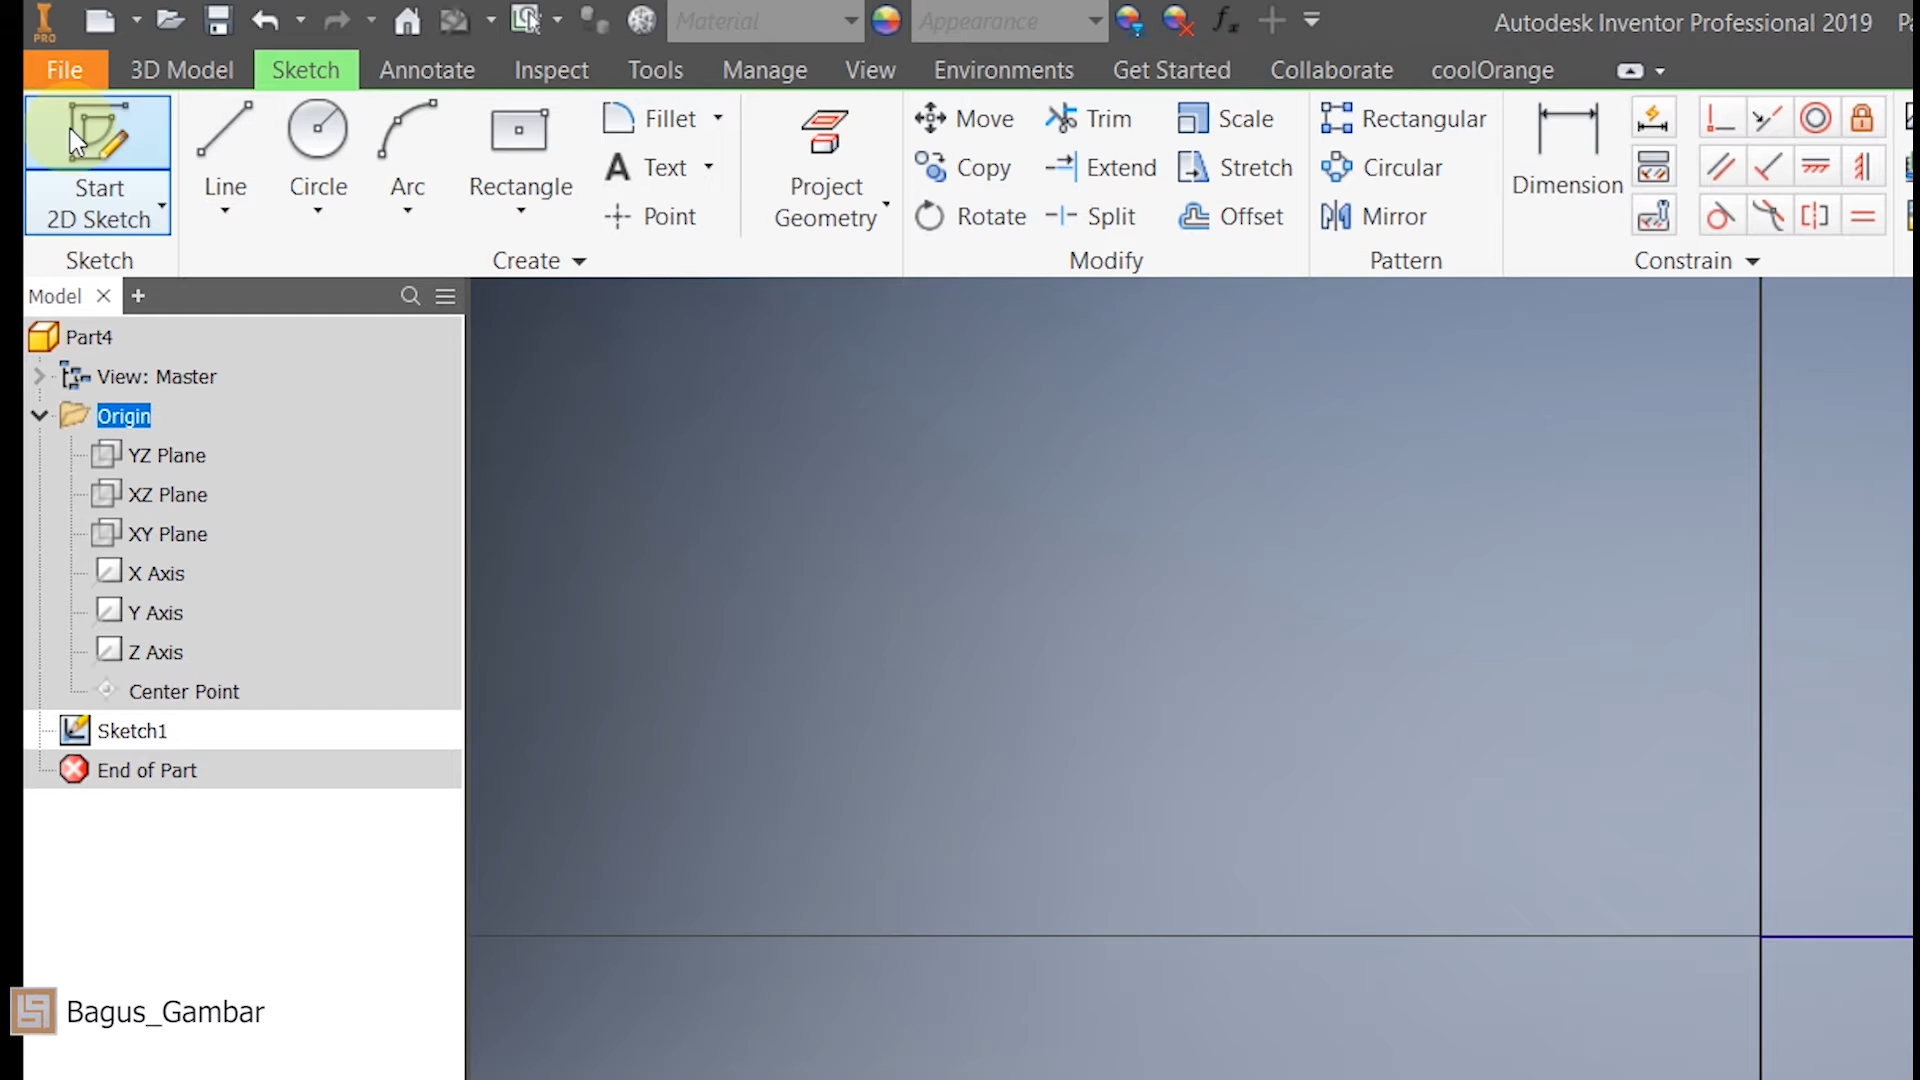 PRO
Material
Appearance
fx
Autodesk Inventor Professional 2019
File
3D Model
Sketch
Annotate
Inspect
Tools
Manage
View
Environments
Get Started
Collaborate
coolOrange
Start
2D Sketch
Line
Circle
Arc
Rectangle
Fillet
A Text
Point
Project
Geometry
Move
Copy
Rotate
Trim
Extend
Split
Scale
Stretch
Offset
Rectangular
Circular
Mirror
Dimension
Sketch
Create
Modify
Pattern
Constrain
Model
Part4
View: Master
Origin
YZ Plane
XZ Plane
XY Plane
X Axis
Y Axis
Z Axis
Center Point
Sketch1
End of Part
Bagus_Gambar